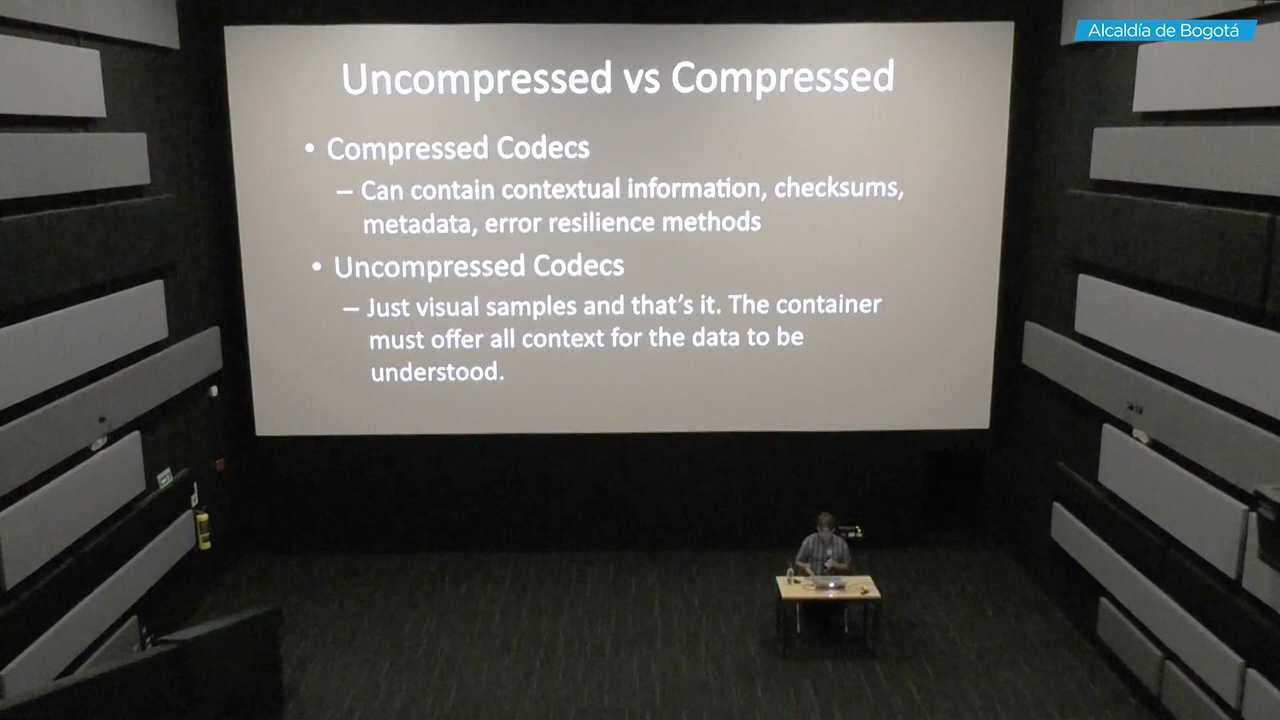 Alcaldía de Bogotá
Uncompressed vs Compressed
• Compressed Codecs
– Can contain contextual information, checksums,
metadata, error resilience methods
• Uncompressed Codecs
– Just visual samples and that's it. The container
must offer all context for the data to be
understood.